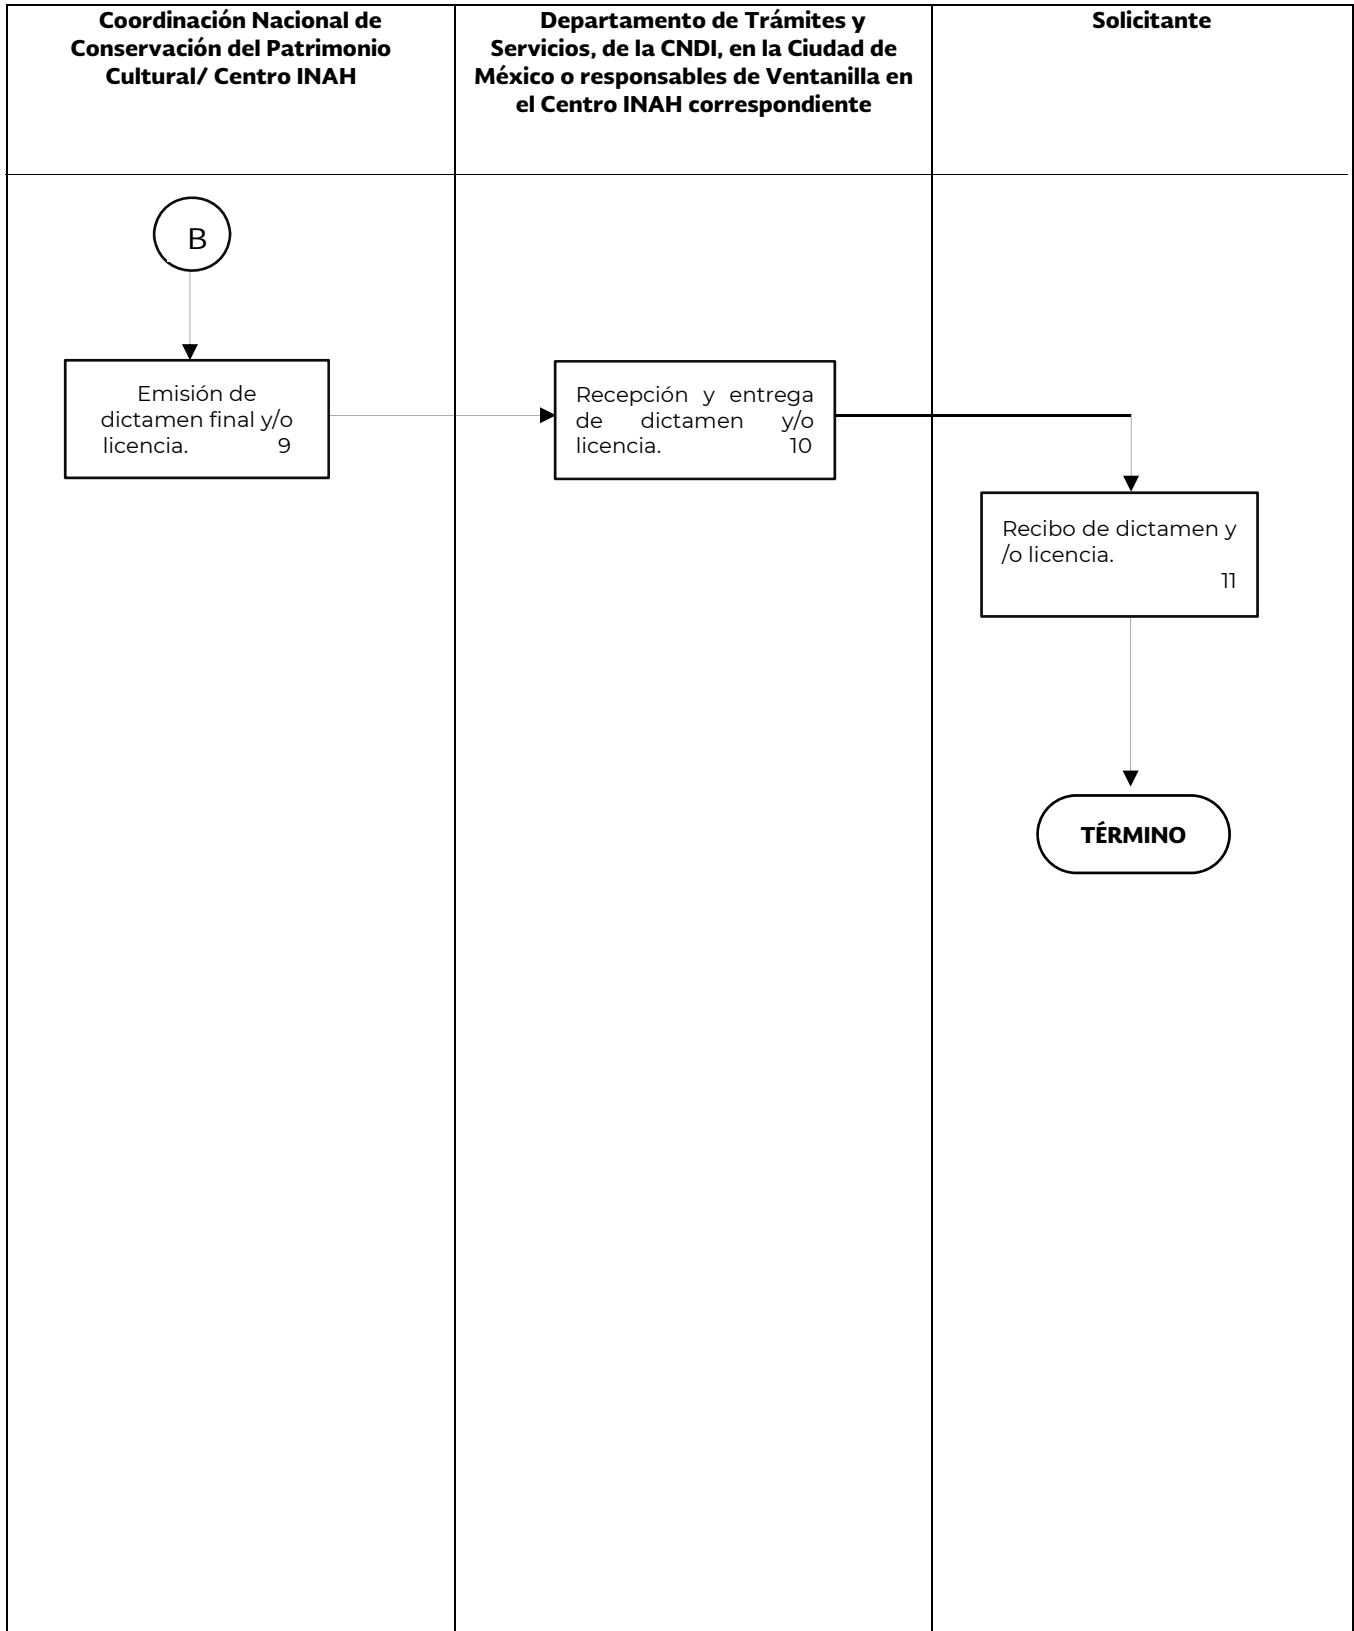 Coordinación Nacional de
Conservación del Patrimonio
Cultural/ Centro INAH
Departamento de Trámites y
Servicios, de la CNDI, en la Ciudad de
México o responsables de Ventanilla en
el Centro INAH correspondiente
Solicitante
B
Emisión de
dictamen final y/o
licencia. 9
Recepción y entrega
de dictamen y/o
licencia. 10
Recibo de dictamen y
/o licencia.
11
TÉRMINO